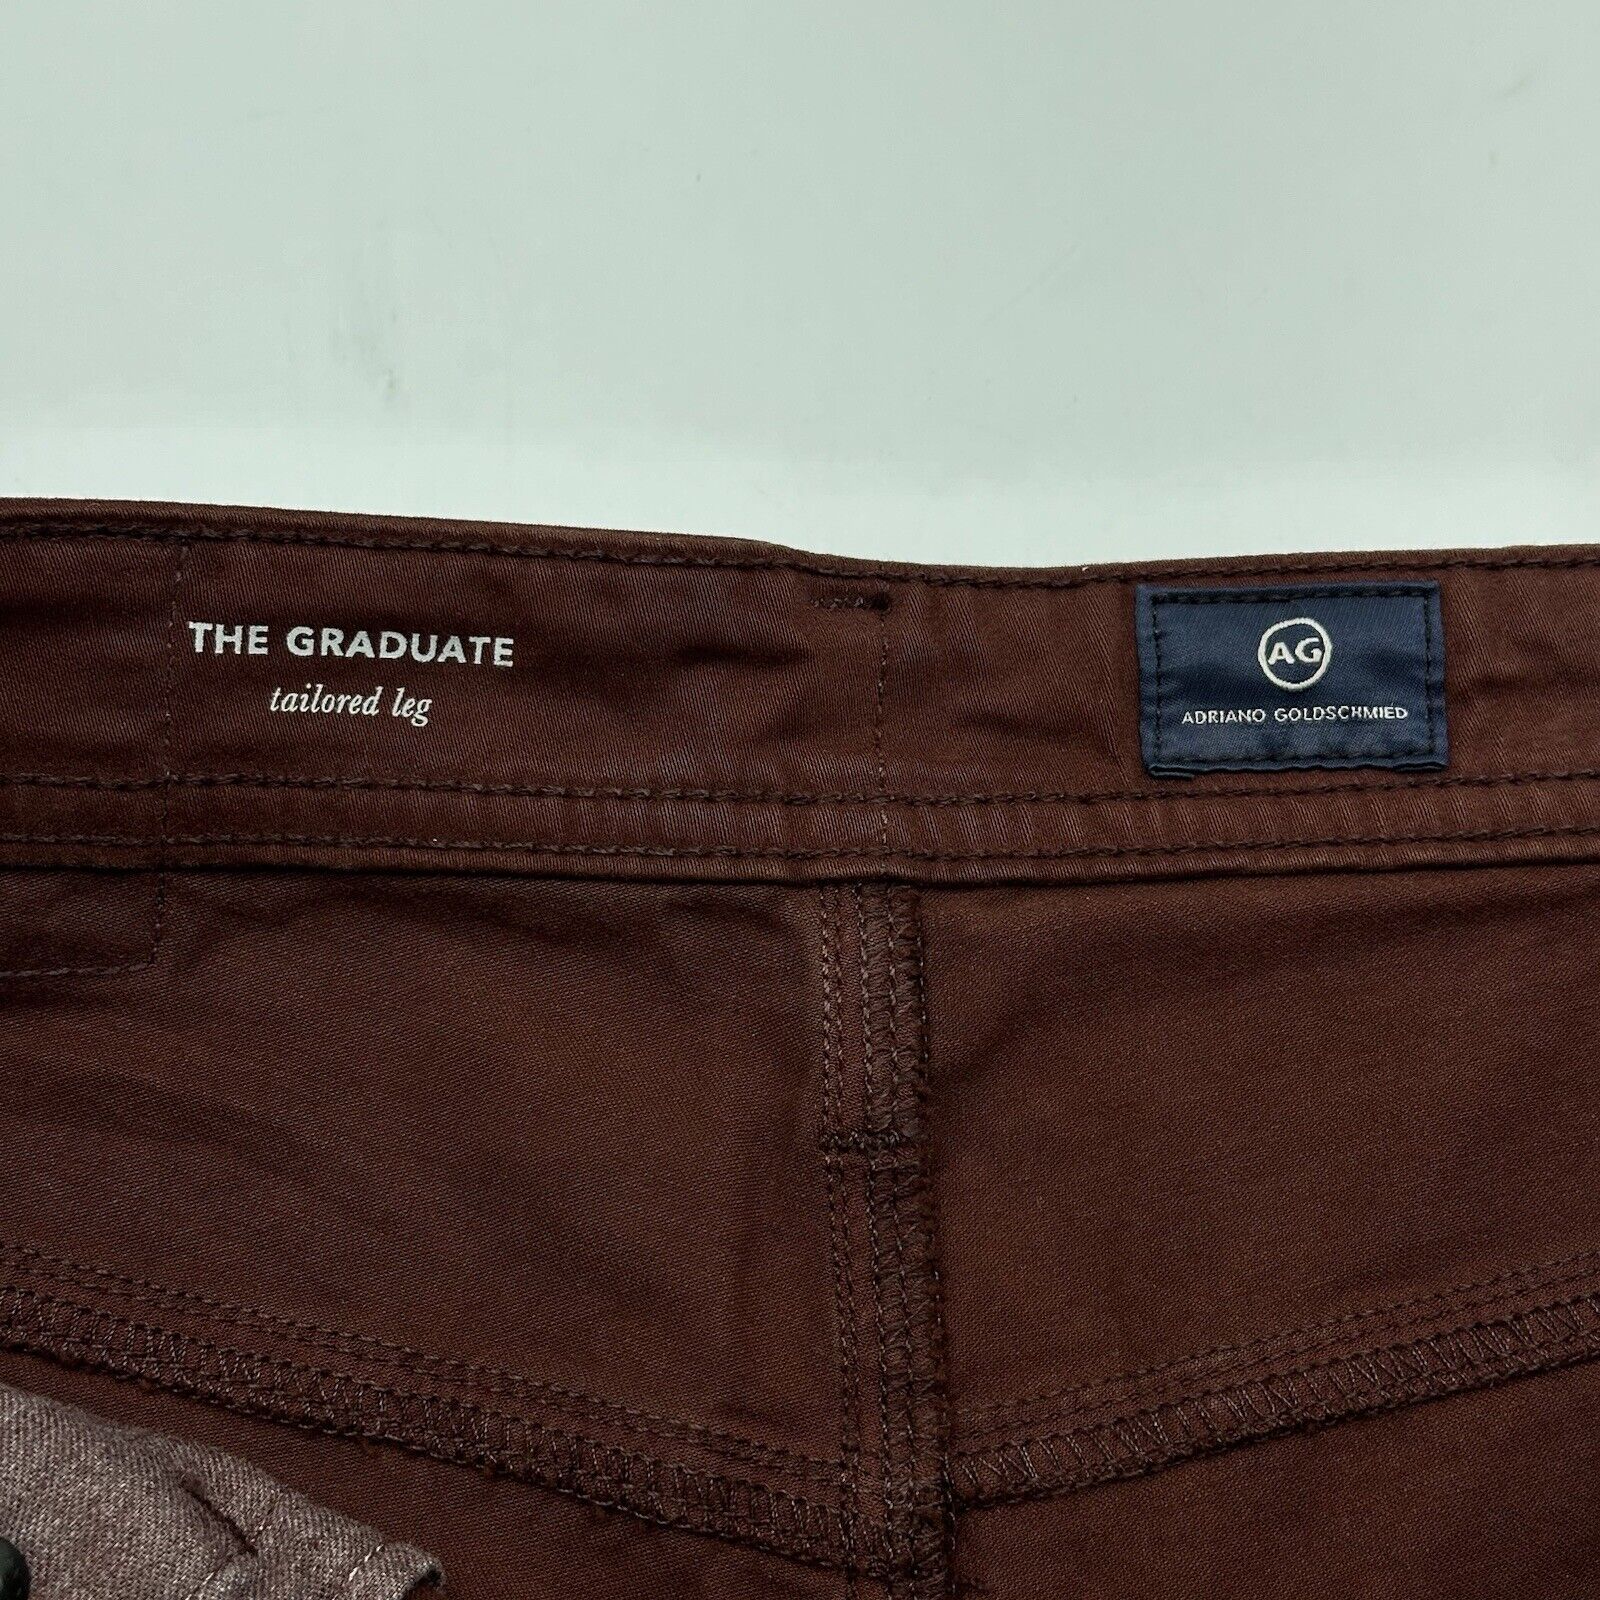 THE GRADUATE
tailored leg
AG
ADRIANO GOLDSCHMIED